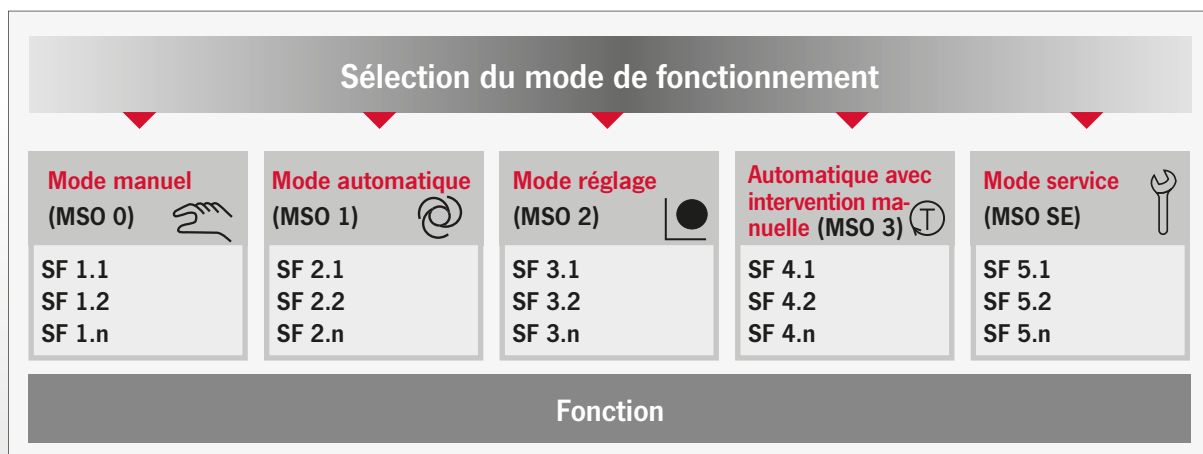 Sélection du mode de fonctionnement
Mode manuel
(MSO 0)
SF 1.1
SF 1.2
SF 1.n
Mode automatique
(MSO 1)
SF 2.1
SF 2.2
SF 2.n
Mode réglage
(MSO 2)
SF 3.1
SF 3.2
SF 3.n
Automatique avec
intervention ma-
nuelle (MSO 3)
T
SF 4.1
SF 4.2
SF 4.n
Mode service
(MSO SE)
SF 5.1
SF 5.2
SF 5.n
Fonction